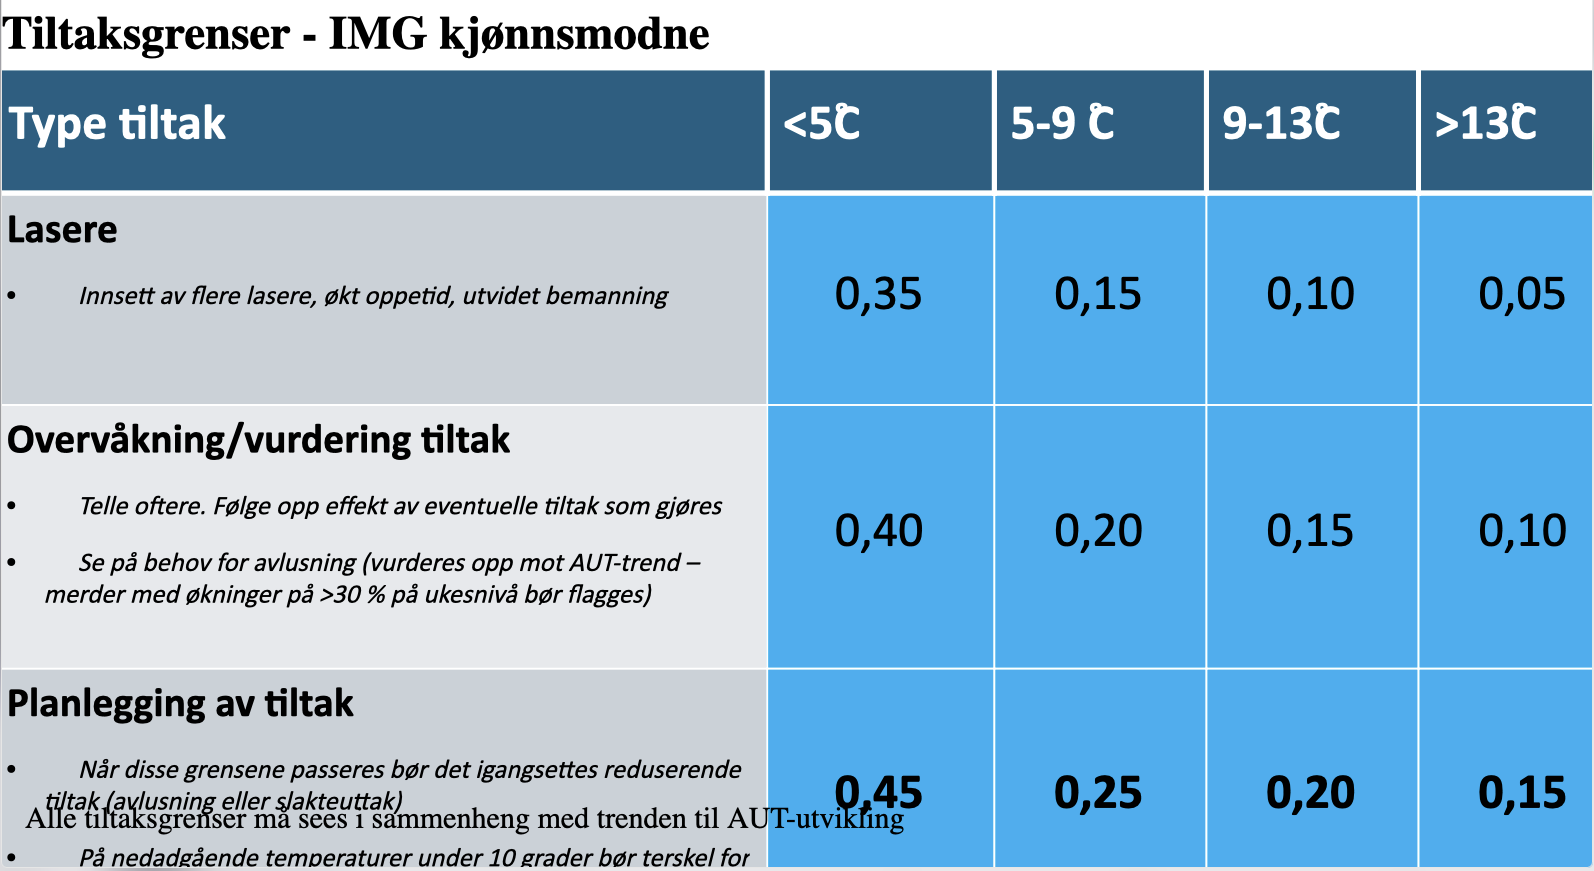 Tiltaksgrenser - IMG kjønnsmodne
Type tiltak <5℃ 5-9 ℃ 9-13℃ >13℃
Lasere
• Innsett av flere lasere, økt oppetid, utvidet bemanning
0,35 0,15 0,10 0,05
Overvåkning/vurdering tiltak
• Telle oftere. Følge opp effekt av eventuelle tiltak som gjøres
• Se på behov for avlusning (vurderes opp mot AUT-trend –
merder med økninger på >30 % på ukesnivå bør flagges)
0,40 0,20 0,15 0,10
Planlegging av tiltak
• Når disse grensene passeres bør det igangsettes reduserende
tiltak (avlusning eller slakteuttak)
0,45 0,25 0,20 0,15
Alle tiltaksgrenser må sees i sammenheng med trenden til AUT-utvikling
• På nedadgående temperaturer under 10 grader bør terskel for